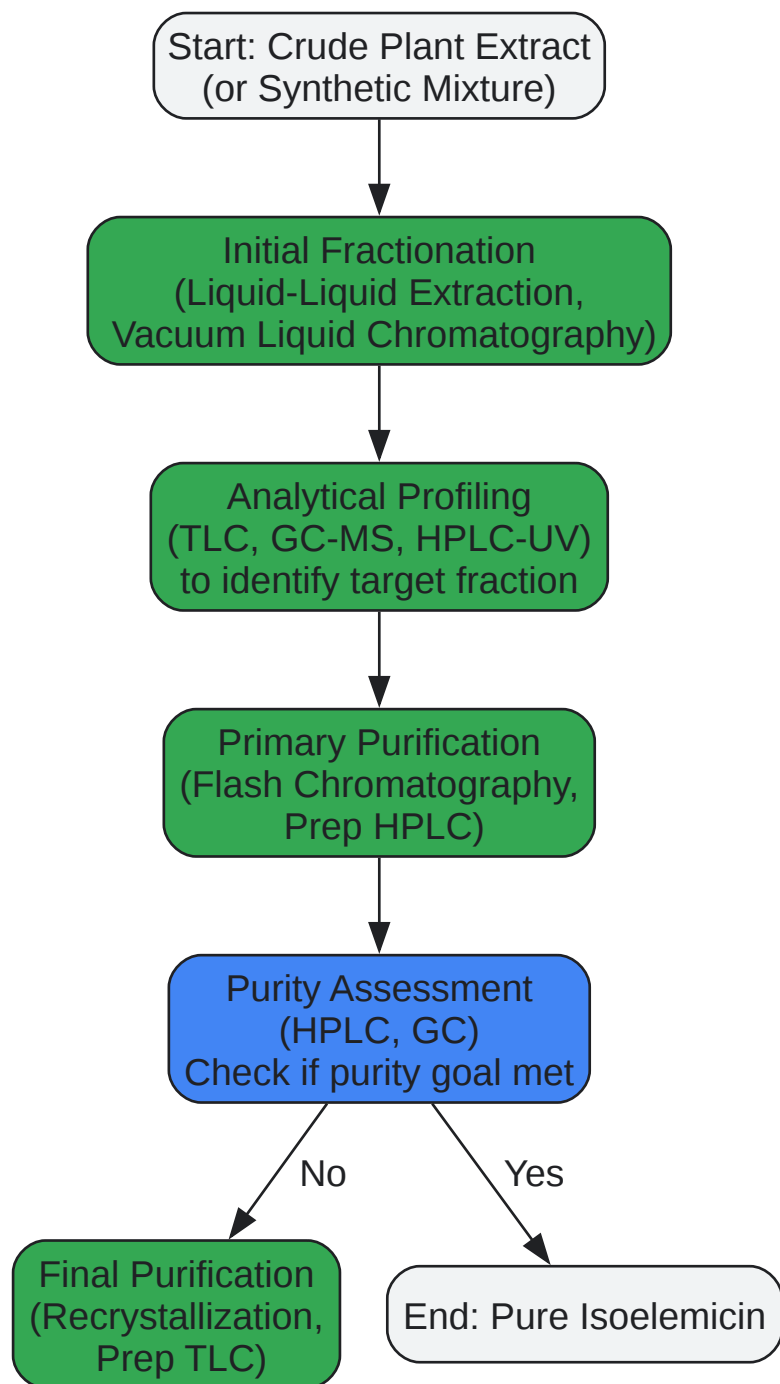 Start: Crude Plant Extract
(or Synthetic Mixture)
Initial Fractionation
(Liquid-Liquid Extraction,
Vacuum Liquid Chromatography)
Analytical Profiling
(TLC, GC-MS, HPLC-UV)
to identify target fraction
Primary Purification
(Flash Chromatography,
Prep HPLC)
Purity Assessment
(HPLC, GC)
Check if purity goal met
No
Yes
Final Purification
(Recrystallization,
Prep TLC)
End: Pure Isoelemicin